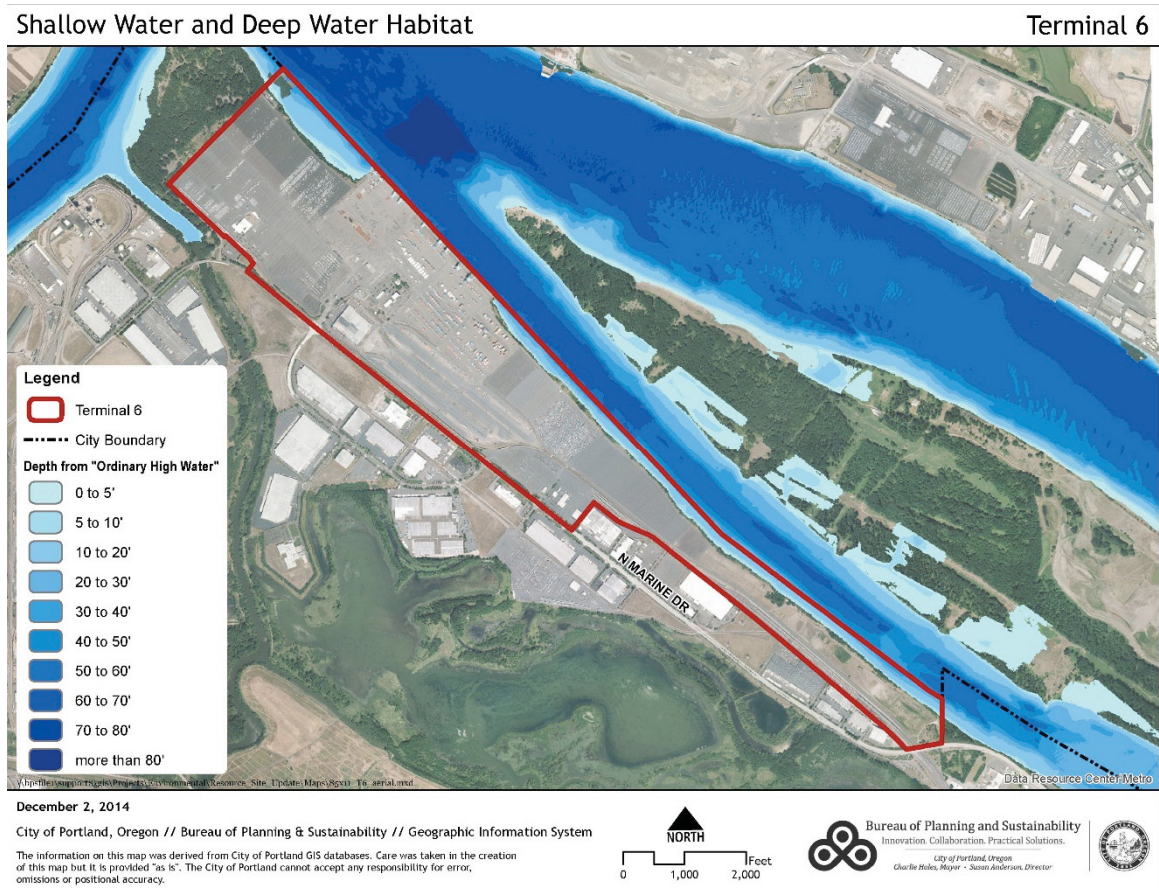 Shallow Water and Deep Water Habitat
Terminal 6
N MARINE DR
Legend
Terminal 6
City Boundary
Depth from "Ordinary High Water"
0 to 5'
5 to 10'
10 to 20'
20 to 30'
30 to 40'
40 to 50'
50 to 60'
60 to 70'
70 to 80'
more than 80'
Data Resource Center Metro
December 2, 2014
City of Portland, Oregon // Bureau of Planning & Sustainability // Geographic Information System
The information on this map was derived from City of Portland GIS databases. Care was taken in the creation
of this map but it is provided "as is". The City of Portland cannot accept any responsibility for error,
omissions or positional accuracy.
NORTH
Feet
0 1,000 2,000
Bureau of Planning and Sustainability
Innovation. Collaboration. Practical Solutions.
City of Portland, Oregon
Charlie Hales, Mayor • Susan Anderson, Director